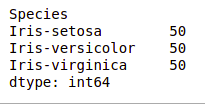 Species
Iris-setosa        50
Iris-versicolor    50
Iris-virginica     50
dtype: int64